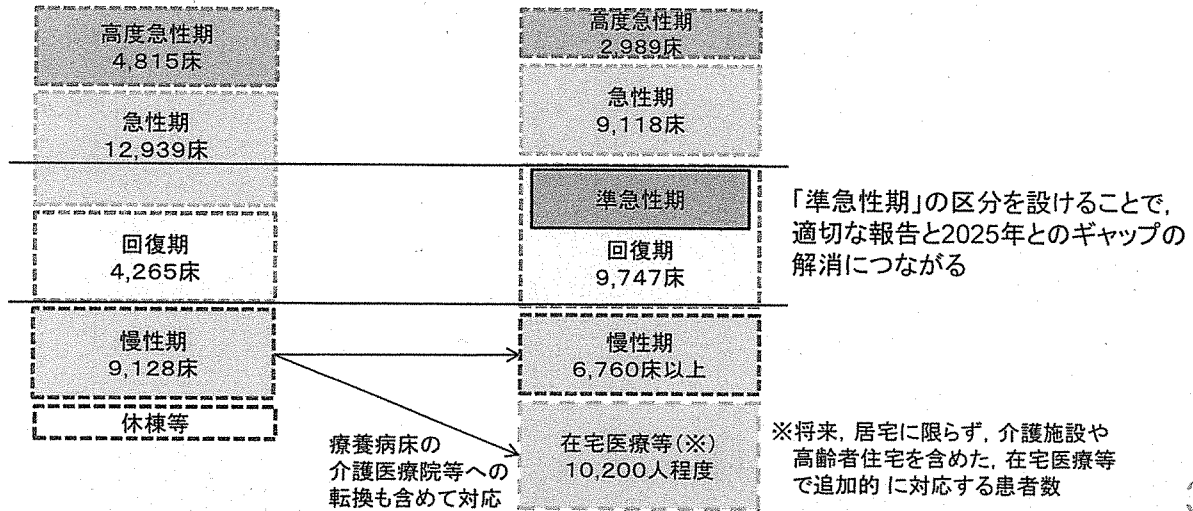 高度急性期
4,815床
急性期
12,939床
回復期
4,265床
慢性期
9,128床
休棟等
療養病床の
介護医療院等への
転換も含めて対応
高度急性期
2,989床
急性期
9,118床
準急性期
回復期
9,747床
慢性期
6,760床以上
在宅医療等(※)
10,200人程度
「準急性期」の区分を設けることで,
適切な報告と2025年とのギャップの
解消につながる
※将来, 居宅に限らず, 介護施設や
高齢者住宅を含めた, 在宅医療等
で追加的 に対応する患者数